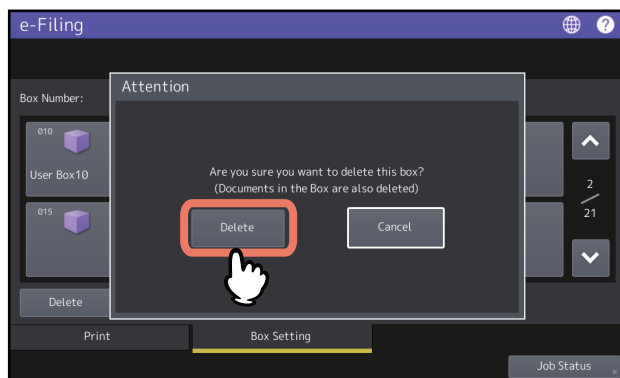 e-Filing
?
Attention
Box Number:
010
User Box10
Are you sure you want to delete this box?
(Documents in the Box are also deleted)
2
21
015
Delete
Cancel
Delete
Print
Box Setting
Job Status